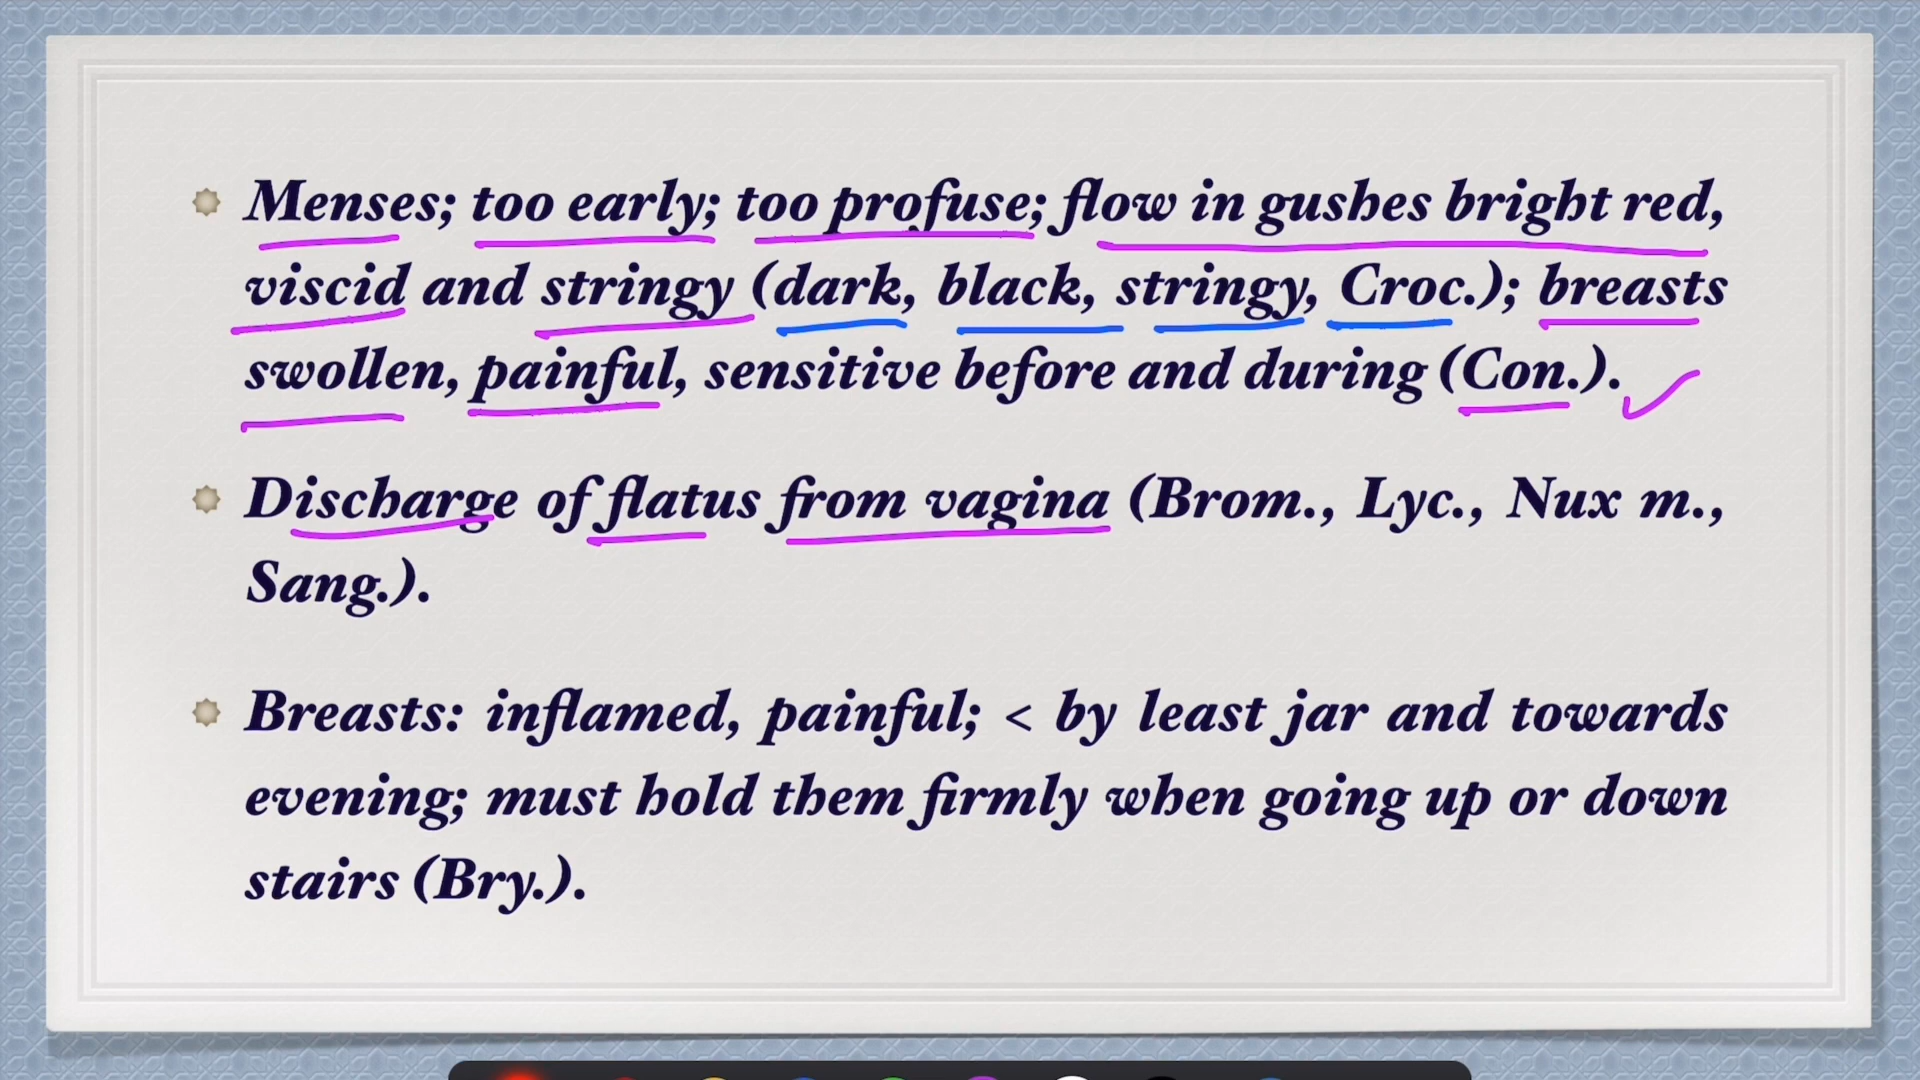 Menses; too early; too profuse; flow in gushes bright red,
viscid and stringy (dark, black, stringy, Croc.); breasts
swollen, painful, sensitive before and during (Con.).
Discharge of flatus from vagina (Brom., Lyc., Nux m.,
Sang.).
Breasts: inflamed, painful; < by least jar and towards
evening; must hold them firmly when going up or down
stairs (Bry.).